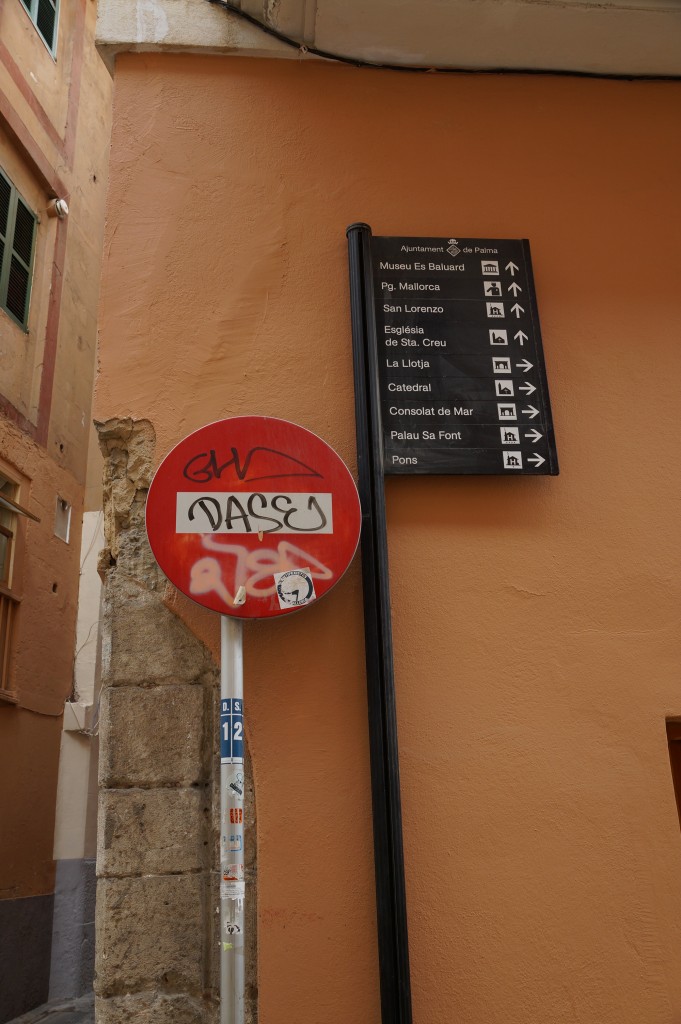 Ajuntament de Palma
Museu Es Baluard
Pg. Mallorca
San Lorenzo
Església
de Sta. Creu
La Llotja
Catedral
Consolat de Mar
Palau Sa Font
Pons
DASE
D. S.
12